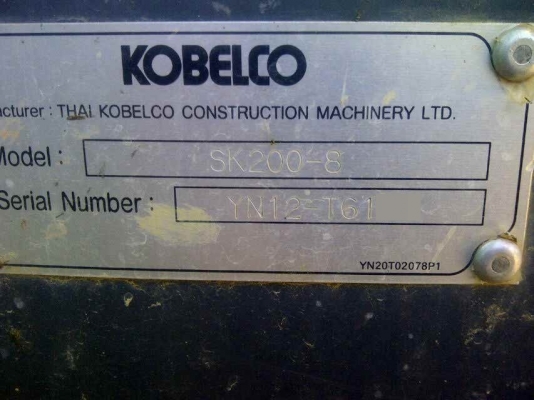 KOBELCO
acturer : THAI KOBELCO CONSTRUCTION MACHINERY LTD.
Model : SK200-8
Serial Number : YN12-T61
YN20T02078P1